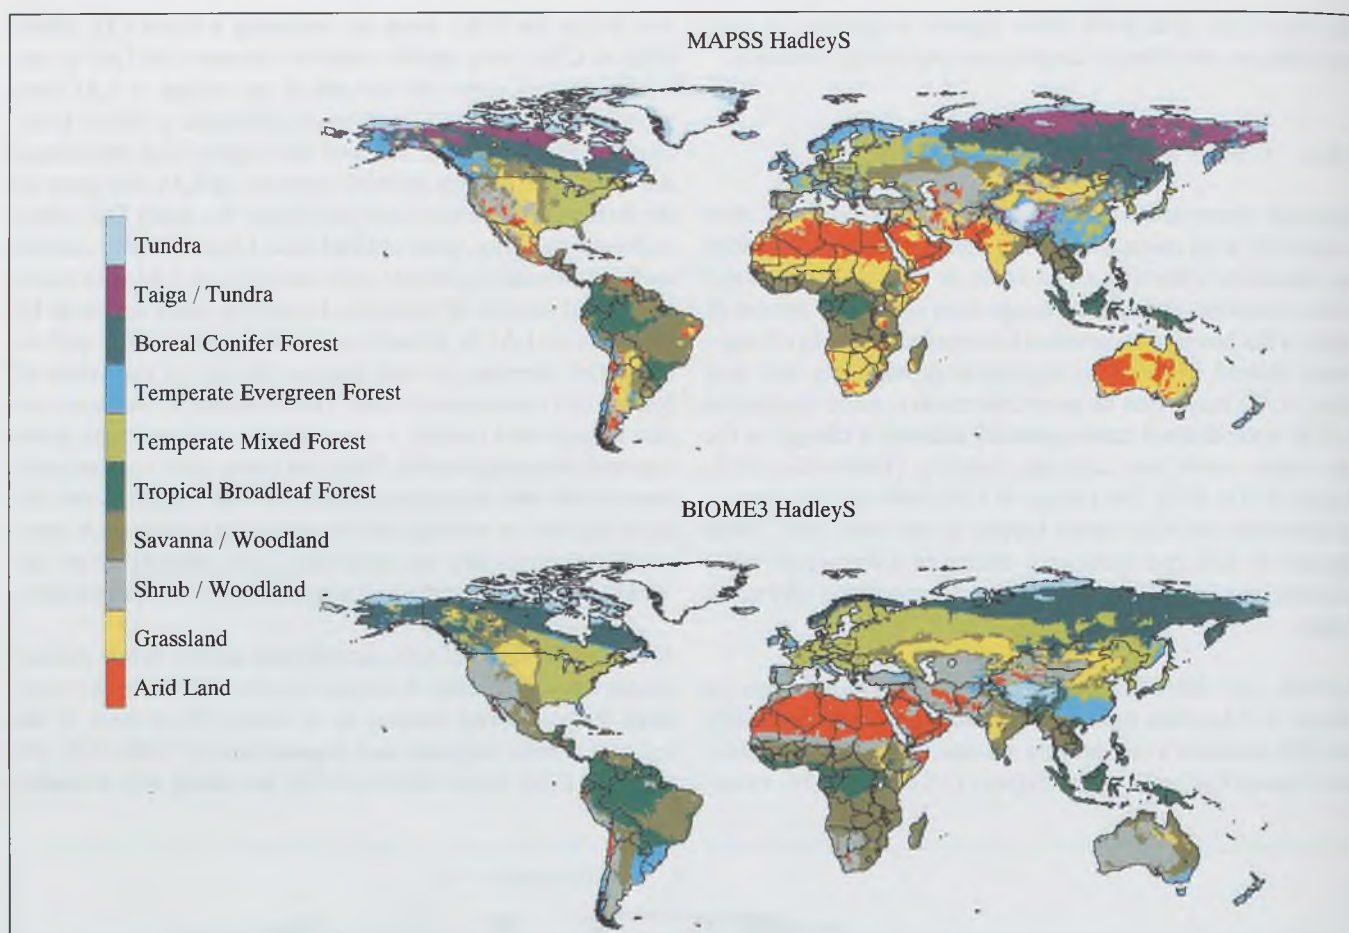 MAPSS HadleyS
Tundra
Taiga / Tundra
Boreal Conifer Forest
Temperate Evergreen Forest
Temperate Mixed Forest
Tropical Broadleaf Forest
Savanna / Woodland
Shrub / Woodland
Grassland
Arid Land
BIOME3 HadleyS